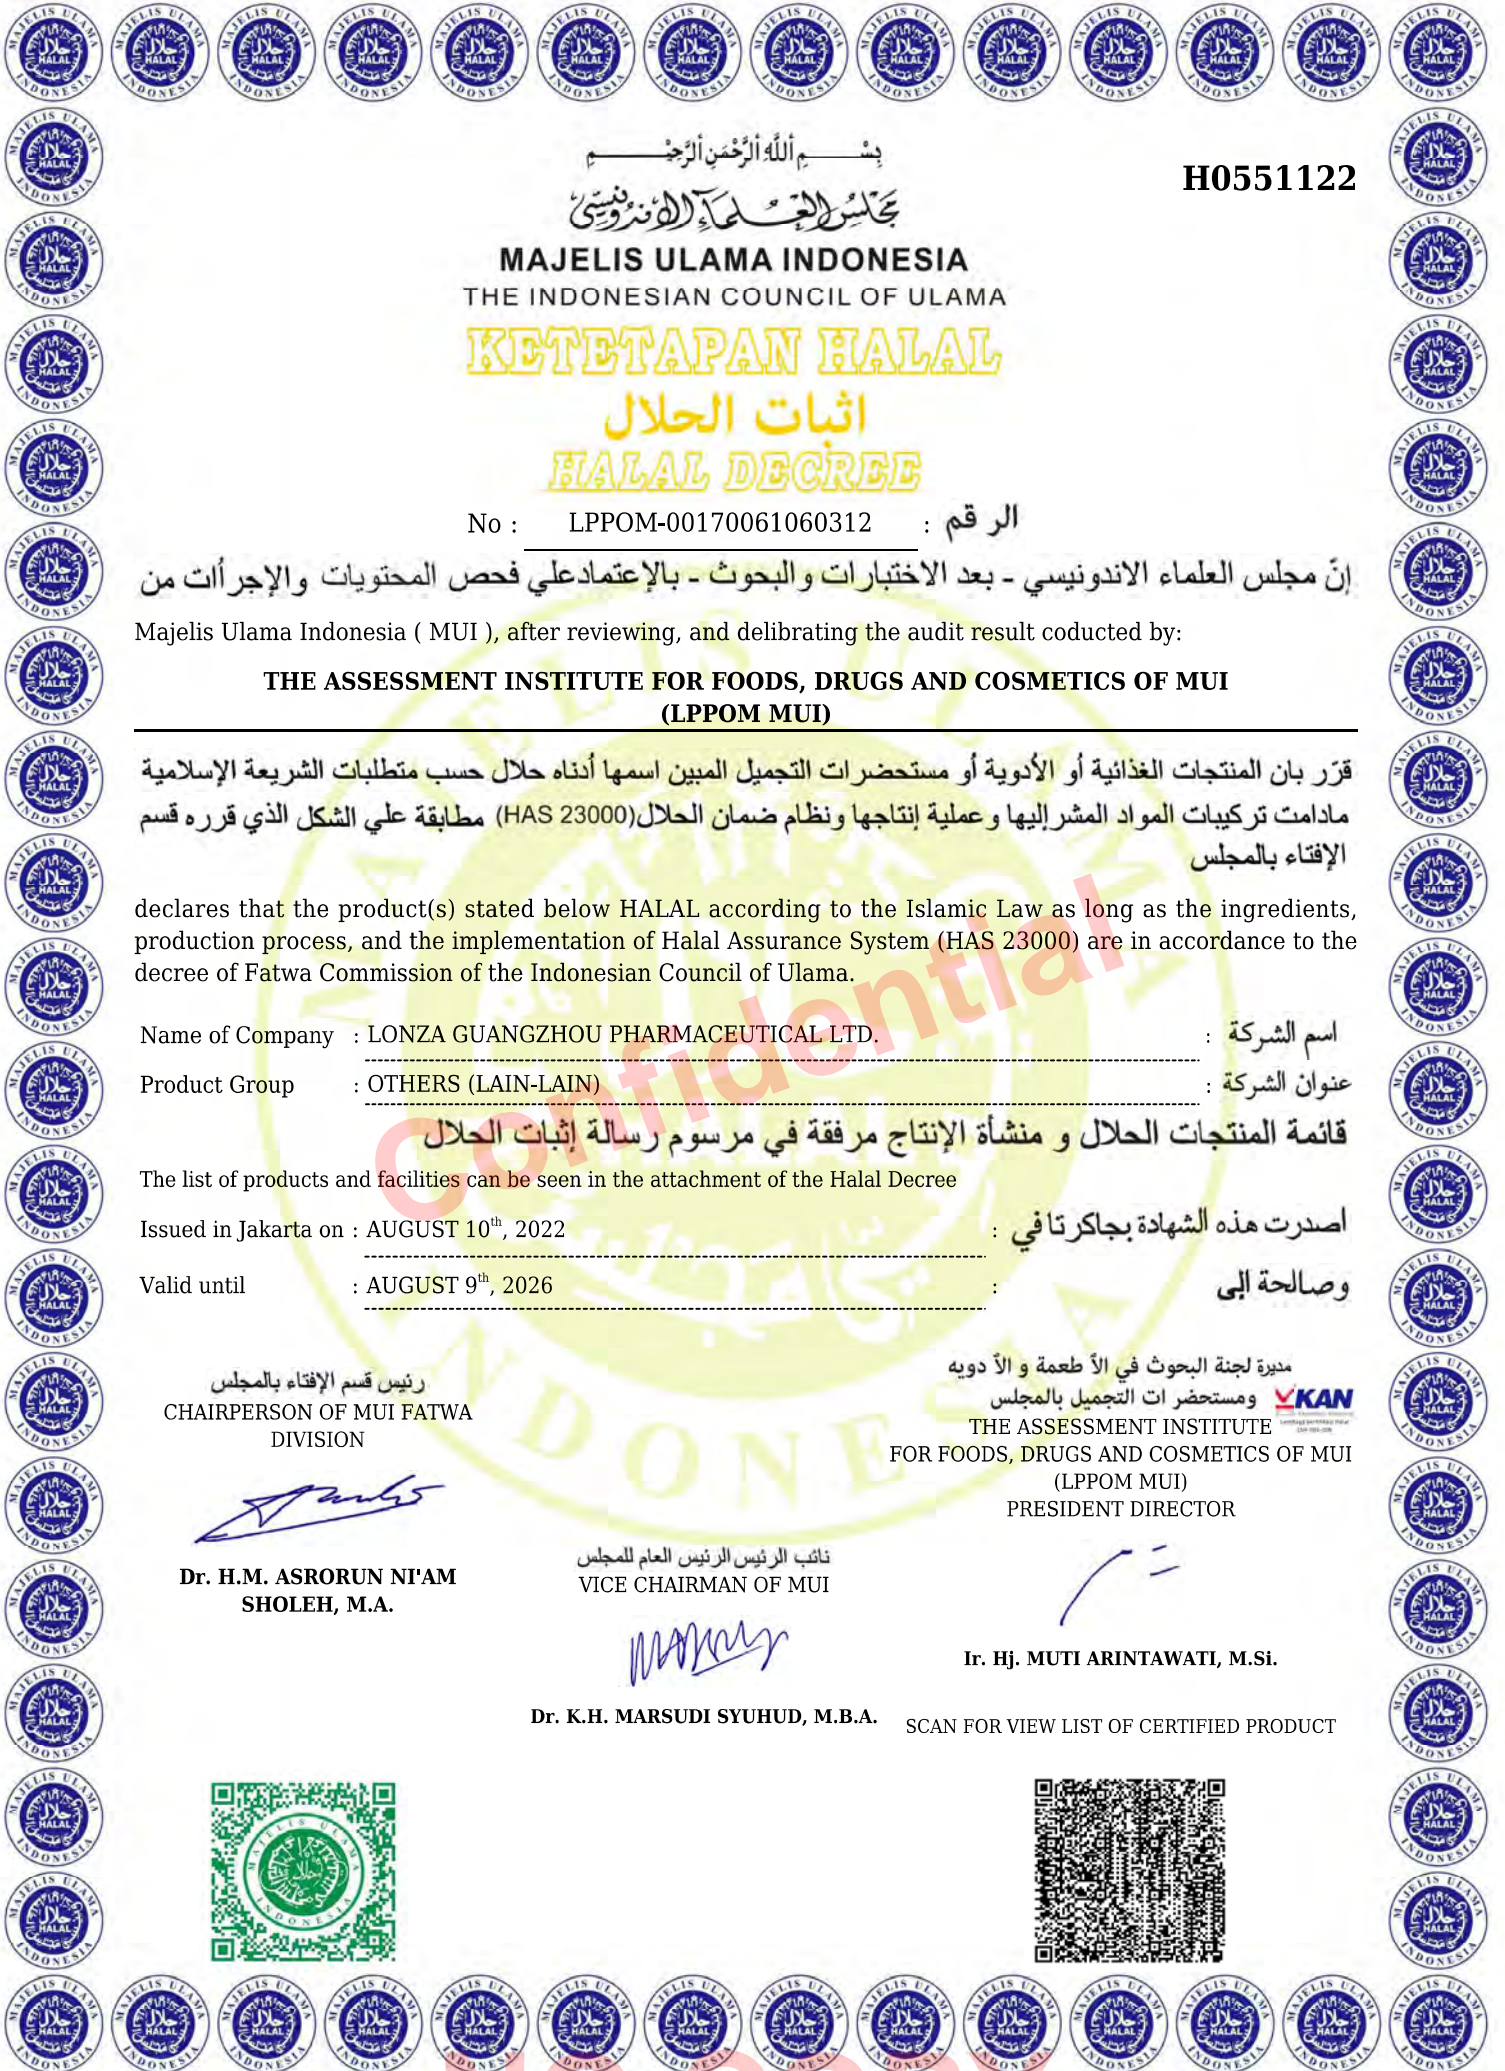 بِسْــــــمِ ٱللَّهِ ٱلرَّحْمَنِ ٱلرَّحِيْــــــمِ
H0551122
مجلس العلماء الاندونيسي
MAJELIS ULAMA INDONESIA
THE INDONESIAN COUNCIL OF ULAMA
KETETAPAN HALAL
اثبات الحلال
HALAL DECREE
No : LPPOM-00170061060312 : الرقم
إنّ مجلس العلماء الاندونيسي - بعد الاختبارات والبحوث - بالإعتمادعلي فحص المحتويات والإجرأات من
Majelis Ulama Indonesia ( MUI ), after reviewing, and delibrating the audit result coducted by:
THE ASSESSMENT INSTITUTE FOR FOODS, DRUGS AND COSMETICS OF MUI
(LPPOM MUI)
قرّر بان المنتجات الغذائية أو الأدوية أو مستحضرات التجميل المبين اسمها أدناه حلال حسب متطلبات الشريعة الإسلامية
مادامت تركيبات المواد المشرإليها وعملية إنتاجها ونظام ضمان الحلال(HAS 23000) مطابقة علي الشكل الذي قرره قسم
الإفتاء بالمجلس
declares that the product(s) stated below HALAL according to the Islamic Law as long as the ingredients,
production process, and the implementation of Halal Assurance System (HAS 23000) are in accordance to the
decree of Fatwa Commission of the Indonesian Council of Ulama.
Confidential
Name of Company : LONZA GUANGZHOU PHARMACEUTICAL LTD. : اسم الشركة
Product Group : OTHERS (LAIN-LAIN) : عنوان الشركة
قائمة المنتجات الحلال و منشأة الإنتاج مرفقة في مرسوم رسالة إثبات الحلال
The list of products and facilities can be seen in the attachment of the Halal Decree
Issued in Jakarta on : AUGUST 10th, 2022 : اصدرت هذه الشهادة بجاكرتا في
Valid until : AUGUST 9th, 2026 : وصالحة إلى
رئيس قسم الإفتاء بالمجلس
CHAIRPERSON OF MUI FATWA
DIVISION
Dr. H.M. ASRORUN NI'AM
SHOLEH, M.A.
نائب الرئيس الرئيس العام للمجلس
VICE CHAIRMAN OF MUI
Dr. K.H. MARSUDI SYUHUD, M.B.A.
مديرة لجنة البحوث في الأ طعمة و الأ دويه
ومستحضر ات التجميل بالمجلس
KAN
THE ASSESSMENT INSTITUTE
FOR FOODS, DRUGS AND COSMETICS OF MUI
(LPPOM MUI)
PRESIDENT DIRECTOR
Ir. Hj. MUTI ARINTAWATI, M.Si.
SCAN FOR VIEW LIST OF CERTIFIED PRODUCT
MAJELIS ULAMA
INDONESIA